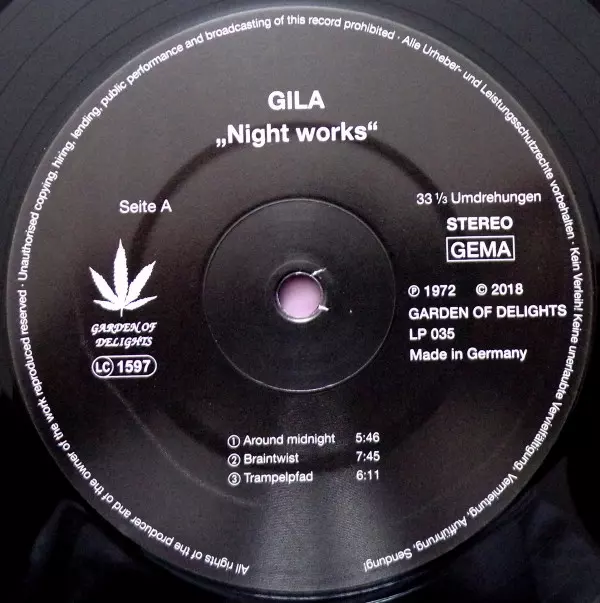 GILA
„Night works“
Seite A
33 1/3 Umdrehungen
STEREO
GEMA
GARDEN OF
DELIGHTS
LC 1597
℗ 1972 © 2018
GARDEN OF DELIGHTS
LP 035
Made in Germany
① Around midnight 5:46
② Braintwist 7:45
③ Trampelpfad 6:11
All rights of the producer and of the owner of the work reproduced reserved · Unauthorised copying, hiring, lending, public performance and broadcasting of this record prohibited · Alle Urheber- und Leistungsschutzrechte vorbehalten · Kein Verleih! Keine unerlaubte Vervielfältigung, Vermietung, Aufführung, Sendung!